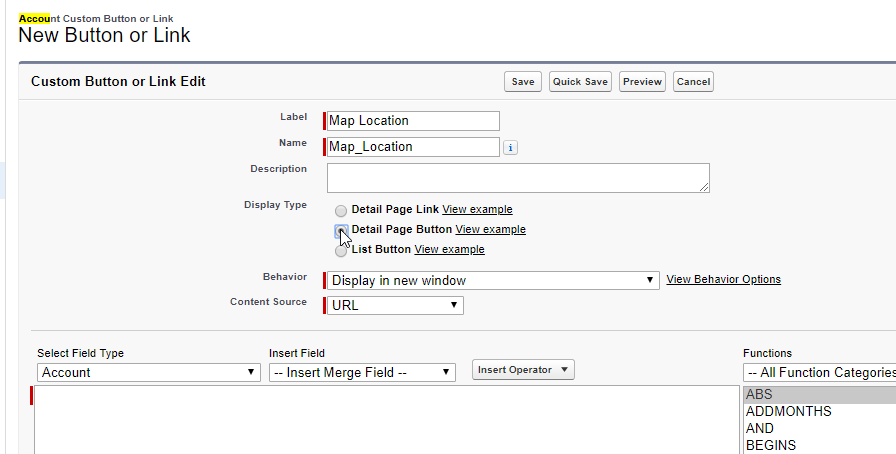 Account Custom Button or Link
New Button or Link
Custom Button or Link Edit Save Quick Save Preview Cancel
Label Map Location
Name Map_Location i
Description
Display Type Detail Page Link View example
Detail Page Button View example
List Button View example
Behavior Display in new window View Behavior Options
Content Source URL
Select Field Type Insert Field Functions
Account -- Insert Merge Field -- Insert Operator -- All Function Categories
ABS
ADDMONTHS
AND
BEGINS